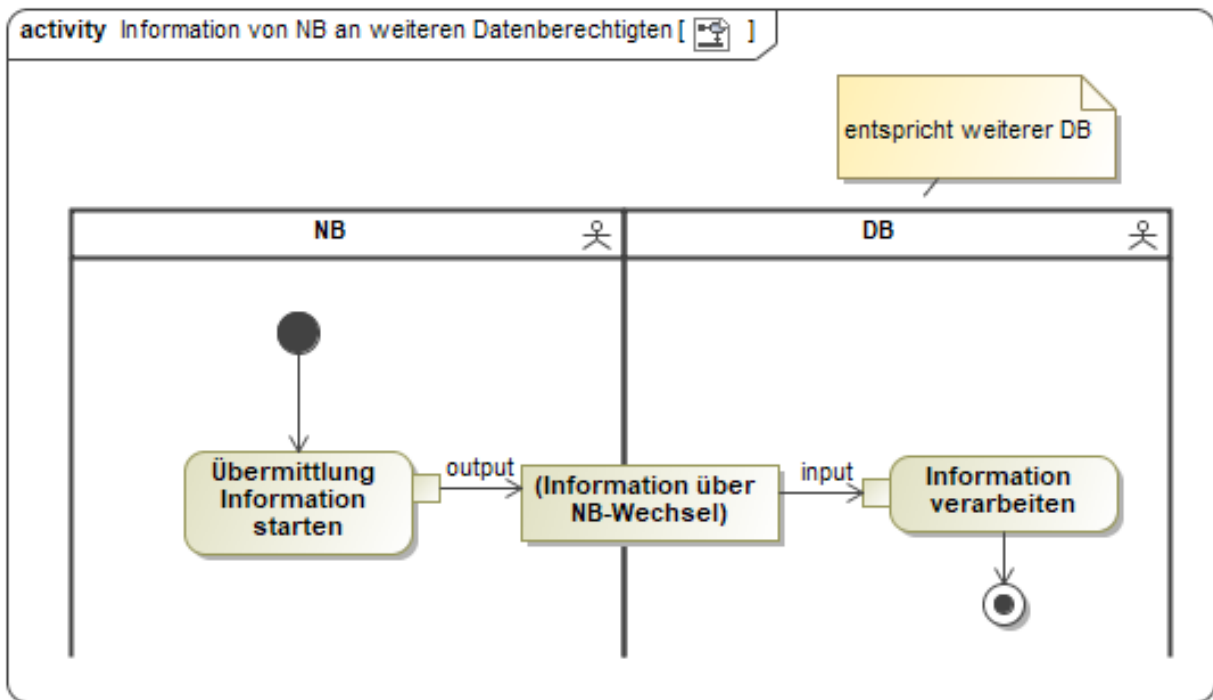 activity Information von NB an weiteren Datenberechtigten [ ]
entspricht weiterer DB
NB
DB
Übermittlung
Information
starten
output
(Information über
NB-Wechsel)
input
Information
verarbeiten